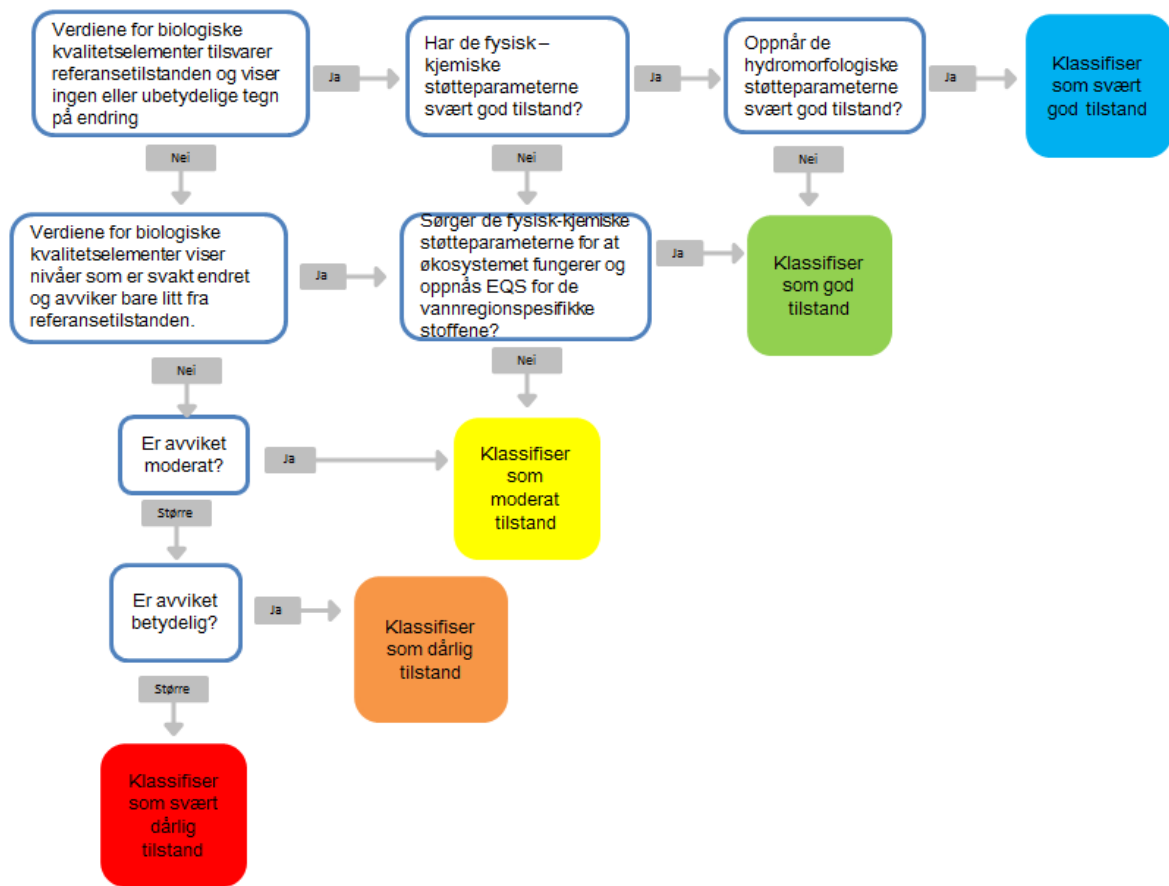 Verdiene for biologiske
kvalitetselementer tilsvarer
referansetilstanden og viser
ingen eller ubetydelige tegn
på endring
Ja
Har de fysisk –
kjemiske
støtteparameterne
svært god tilstand?
Ja
Oppnår de
hydromorfologiske
støtteparameterne
svært god tilstand?
Ja
Klassifiser
som svært
god tilstand
Nei
Nei
Nei
Verdiene for biologiske
kvalitetselementer viser
nivåer som er svakt endret
og avviker bare litt fra
referansetilstanden.
Ja
Sørger de fysisk-kjemiske
støtteparameterne for at
økosystemet fungerer og
oppnås EQS for de
vannregionspesifikke
stoffene?
Ja
Klassifiser
som god
tilstand
Nei
Nei
Er avviket
moderat?
Ja
Klassifiser
som
moderat
tilstand
Større
Er avviket
betydelig?
Ja
Klassifiser
som dårlig
tilstand
Større
Klassifiser
som svært
dårlig
tilstand